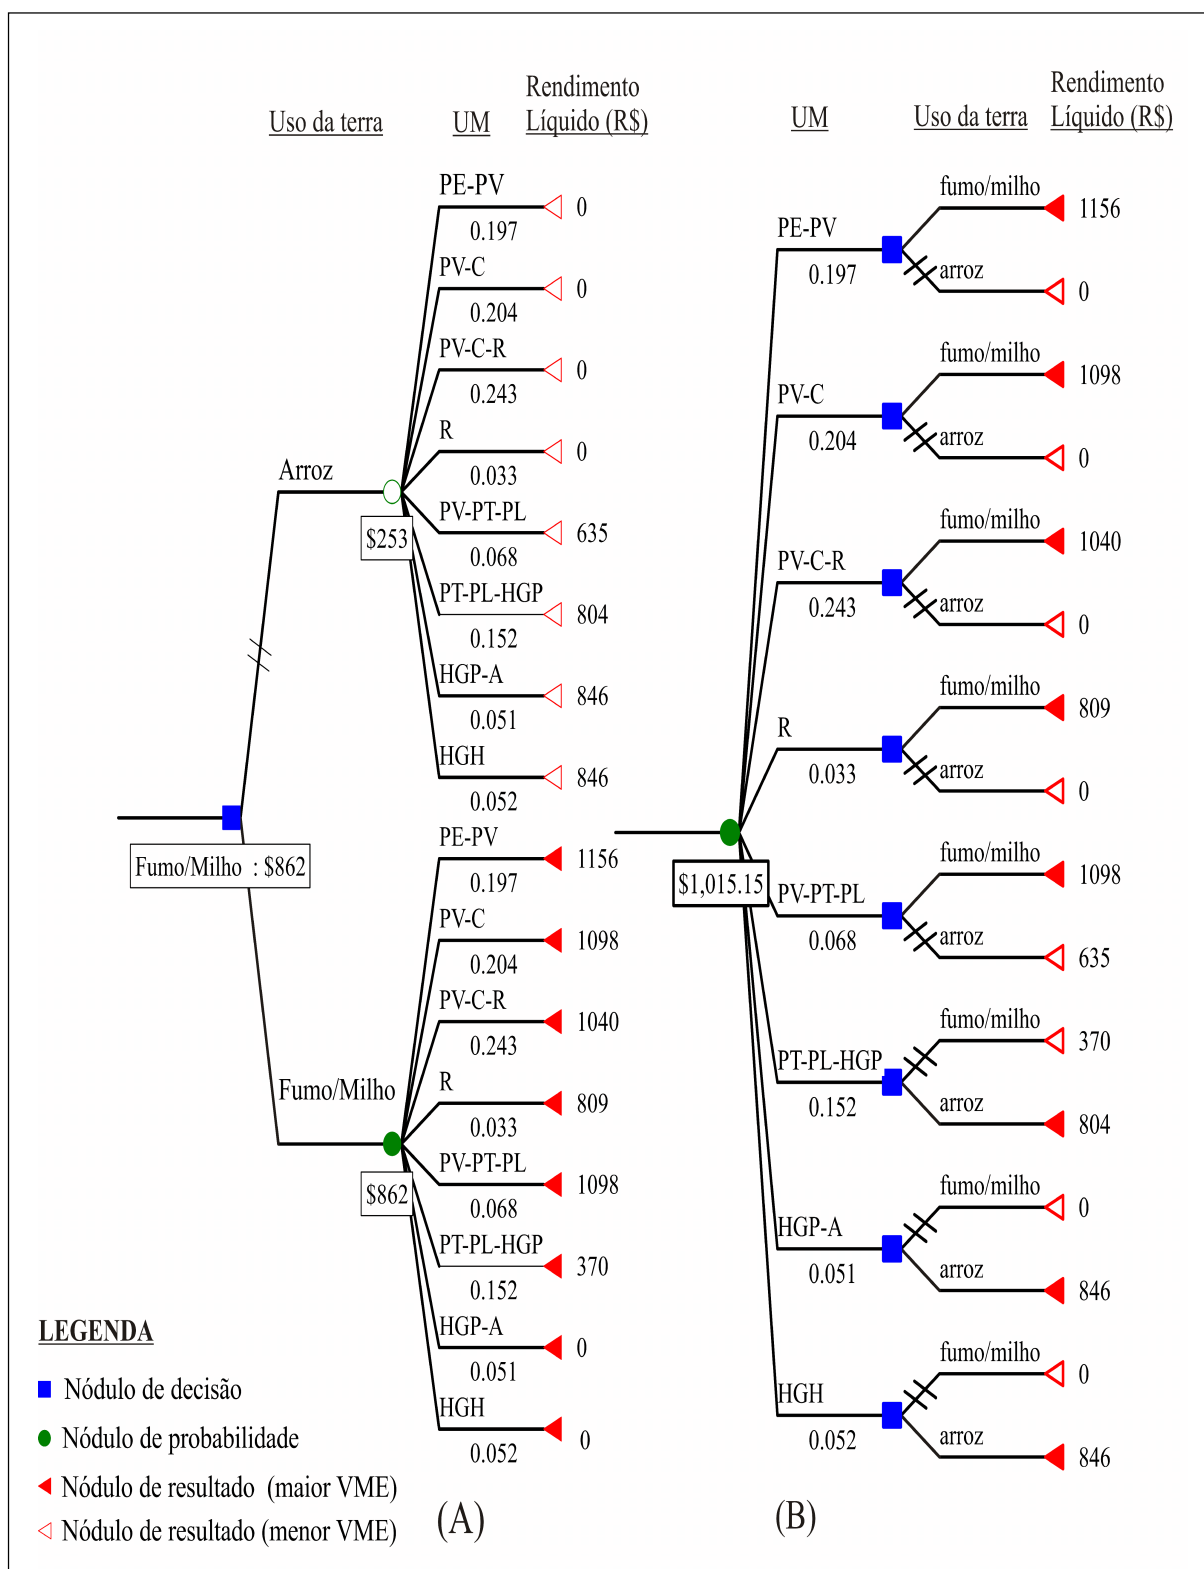 Uso da terra
UM
Rendimento
Líquido (R$)
PE-PV
0.197
0
PV-C
0.204
0
PV-C-R
0.243
0
R
0.033
0
Arroz
$253
PV-PT-PL
0.068
635
PT-PL-HGP
0.152
804
HGP-A
0.051
846
HGH
0.052
846
Fumo/Milho : $862
PE-PV
0.197
1156
PV-C
0.204
1098
PV-C-R
0.243
1040
Fumo/Milho
R
0.033
809
$862
PV-PT-PL
0.068
1098
PT-PL-HGP
0.152
370
HGP-A
0.051
0
HGH
0.052
0
(A)
UM
Uso da terra
Rendimento
Líquido (R$)
PE-PV
0.197
fumo/milho
1156
arroz
0
PV-C
0.204
fumo/milho
1098
arroz
0
PV-C-R
0.243
fumo/milho
1040
arroz
0
R
0.033
fumo/milho
809
arroz
0
$1,015.15
PV-PT-PL
0.068
fumo/milho
1098
arroz
635
PT-PL-HGP
0.152
fumo/milho
370
arroz
804
HGP-A
0.051
fumo/milho
0
arroz
846
HGH
0.052
fumo/milho
0
arroz
846
(B)
LEGENDA
Nódulo de decisão
Nódulo de probabilidade
Nódulo de resultado (maior VME)
Nódulo de resultado (menor VME)